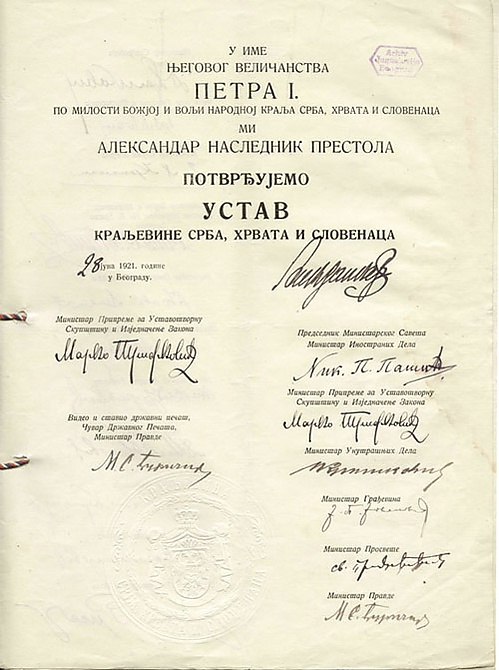 У ИМЕ
ЊЕГОВОГ ВЕЛИЧАНСТВА
ПЕТРА I.
ПО МИЛОСТИ БОЖЈОЈ И ВОЉИ НАРОДНОЈ КРАЉА СРБА, ХРВАТА И СЛОВЕНАЦА
МИ
АЛЕКСАНДАР НАСЛЕДНИК ПРЕСТОЛА
ПОТВРЂУЈЕМО
УСТАВ
КРАЉЕВИНЕ СРБА, ХРВАТА И СЛОВЕНАЦА
28 јуна 1921. године
у Београду.
Министар Припреме за Уставотворну
Скупштину и Изједначење Закона
Марко Трифковић
Видео и ставио државни печат,
Чувар Државног Печата,
Министар Правде
Председник Министарског Савета
Министар Иностраних Дела
Ник. П. Пашић
Министар Припреме за Уставотворну
Скупштину и Изједначење Закона
Марко Трифковић
Министар Унутрашњих Дела
Министар Грађевина
Министар Просвете
Министар Правде